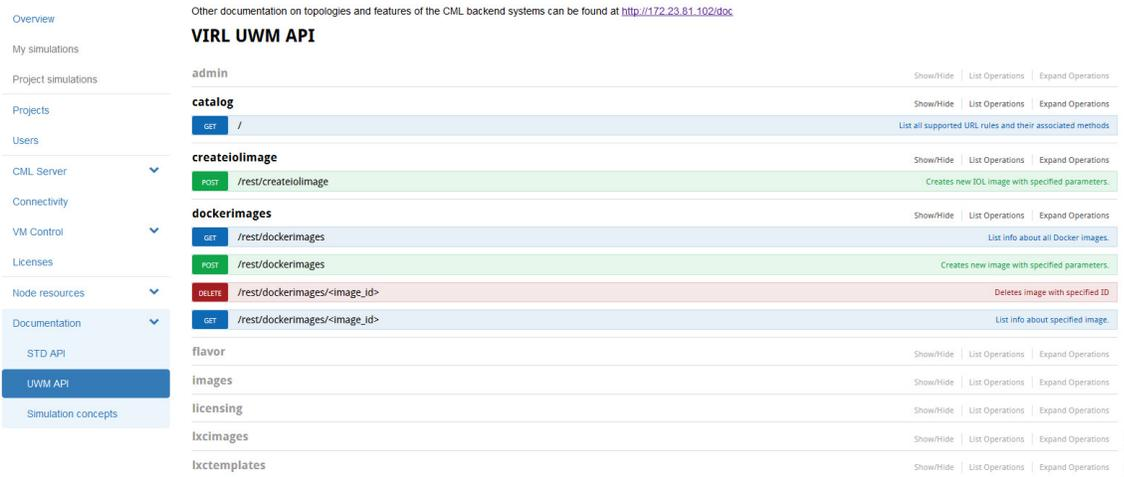 Overview
My simulations
Project simulations
Projects
Users
CML Server
Connectivity
VM Control
Licenses
Node resources
Documentation
STD API
UWM API
Simulation concepts
Other documentation on topologies and features of the CML backend systems can be found at http://172.23.81.102/doc
VIRL UWM API
admin Show/Hide List Operations Expand Operations
catalog Show/Hide List Operations Expand Operations
GET / List all supported URL rules and their associated methods
createiolimage Show/Hide List Operations Expand Operations
POST /rest/createiolimage Creates new IOL image with specified parameters.
dockerimages Show/Hide List Operations Expand Operations
GET /rest/dockerimages List info about all Docker images.
POST /rest/dockerimages Creates new image with specified parameters.
DELETE /rest/dockerimages/<image_id> Deletes image with specified ID
GET /rest/dockerimages/<image_id> List info about specified image.
flavor Show/Hide List Operations Expand Operations
images Show/Hide List Operations Expand Operations
licensing Show/Hide List Operations Expand Operations
lxcimages Show/Hide List Operations Expand Operations
lxctemplates Show/Hide List Operations Expand Operations